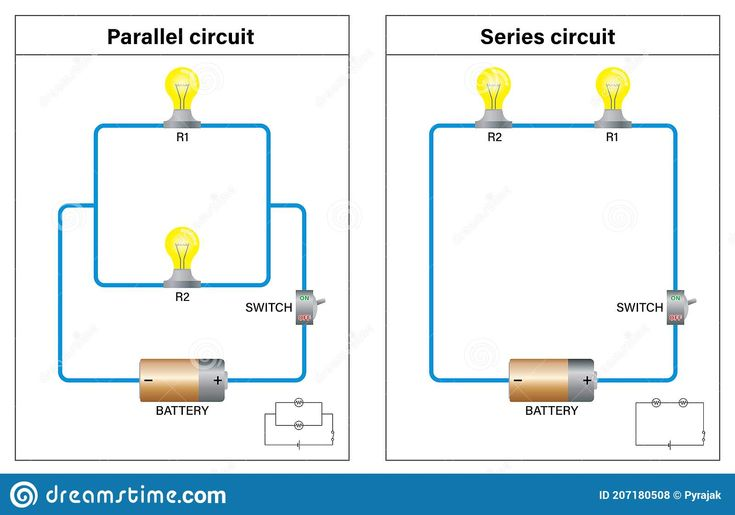 Parallel circuit
R1
R2
SWITCH
ON
OFF
BATTERY
Series circuit
R2
R1
SWITCH
ON
OFF
BATTERY
dreamstime.com
ID 207180508 © Pyrajak